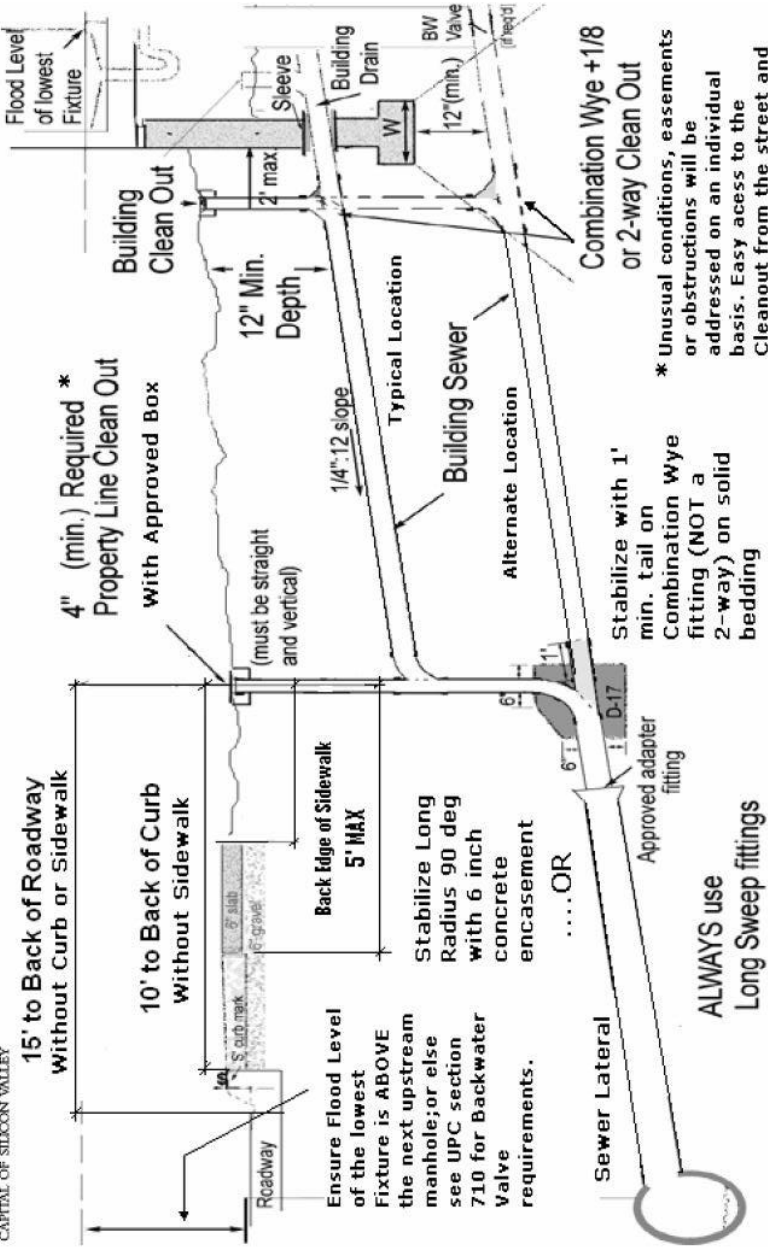 CAPITAL OF SILICON VALLEY
15' to Back of Roadway
Without Curb or Sidewalk
10' to Back of Curb
Without Sidewalk
4" (min.) Required *
Property Line Clean Out
With Approved Box
(must be straight
and vertical)
Building
Clean Out
Flood Level
of lowest
Fixture
2' max.
12" Min.
Depth
Sleeve
Building
Drain
W
12"(min.)
BW
Valve
(if req'd)
"S" curb mark
6" slab
6" gravel
Back Edge of Sidewalk
5' MAX
Roadway
Ensure Flood Level
of the lowest
Fixture is ABOVE
the next upstream
manhole;or else
see UPC section
710 for Backwater
Valve
requirements.
Stabilize Long
Radius 90 deg
with 6 inch
concrete
encasement
....OR
1/4":12 slope
Typical Location
Building Sewer
Alternate Location
Combination Wye +1/8
or 2-way Clean Out
6"
1'
6"
D-17
Approved adapter
fitting
Stabilize with 1'
min. tail on
Combination Wye
fitting (NOT a
2-way) on solid
bedding
* Unusual conditions, easements
or obstructions will be
addressed on an individual
basis. Easy acess to the
Cleanout from the street and
Sewer Lateral
ALWAYS use
Long Sweep fittings